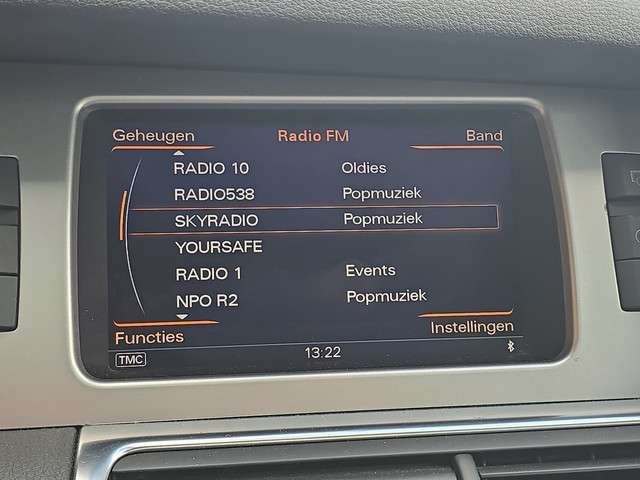 Geheugen Radio FM Band
RADIO 10 Oldies
RADIO538 Popmuziek
SKYRADIO Popmuziek
YOURSAFE
RADIO 1 Events
NPO R2 Popmuziek
Functies Instellingen
TMC 13:22